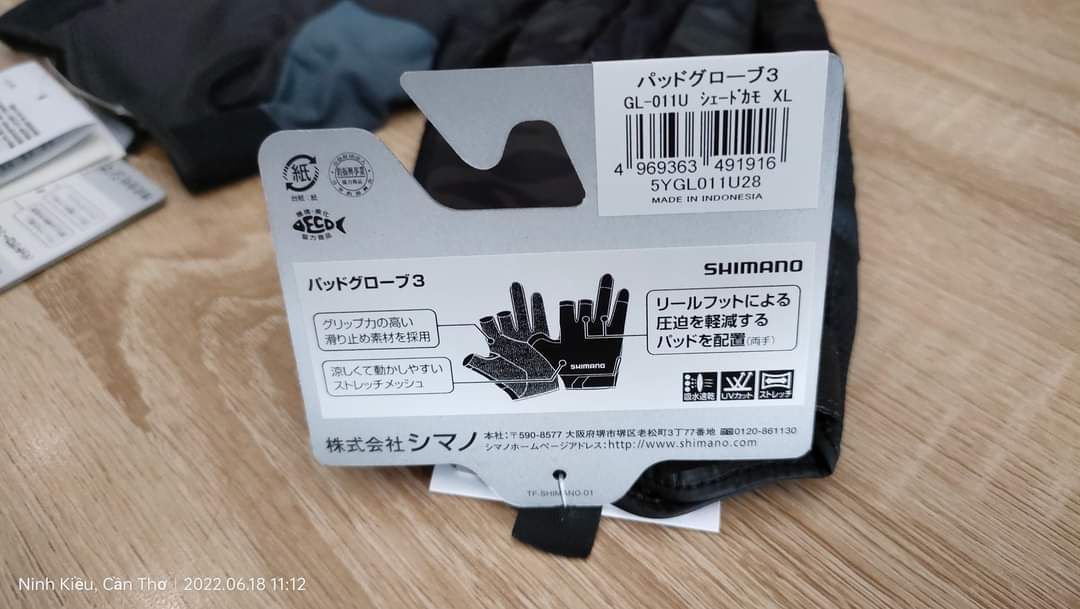 パッドグローブ3
GL-011U ｼｪｰﾄﾞｶﾓ XL
4 969363 491916
5YGL011U28
MADE IN INDONESIA
紙
台紙：紙
ECO
協力商品
パッドグローブ3
SHIMANO
グリップ力の高い
滑り止め素材を採用
涼しくて動かしやすい
ストレッチメッシュ
SHIMANO
リールフットによる
圧迫を軽減する
パッドを配置(両手)
吸水速乾
UVカット
ストレッチ
株式会社シマノ
本社：〒590-8577 大阪府堺市堺区老松町3丁77番地 0120-861130
シマノホームページアドレス：http://www.shimano.com
TF-SHIMANO-01
Ninh Kiều, Cần Thơ | 2022.06.18 11:12